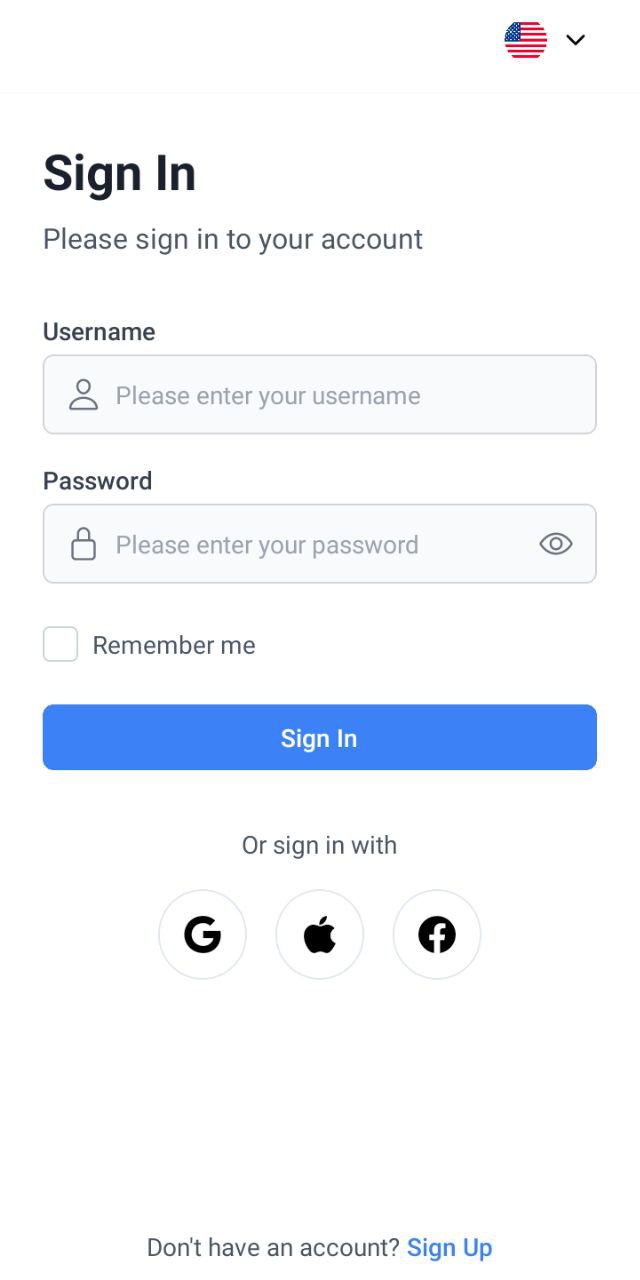 Sign In
Please sign in to your account
Username
Please enter your username
Password
Please enter your password
Remember me
Sign In
Or sign in with
Don't have an account? Sign Up